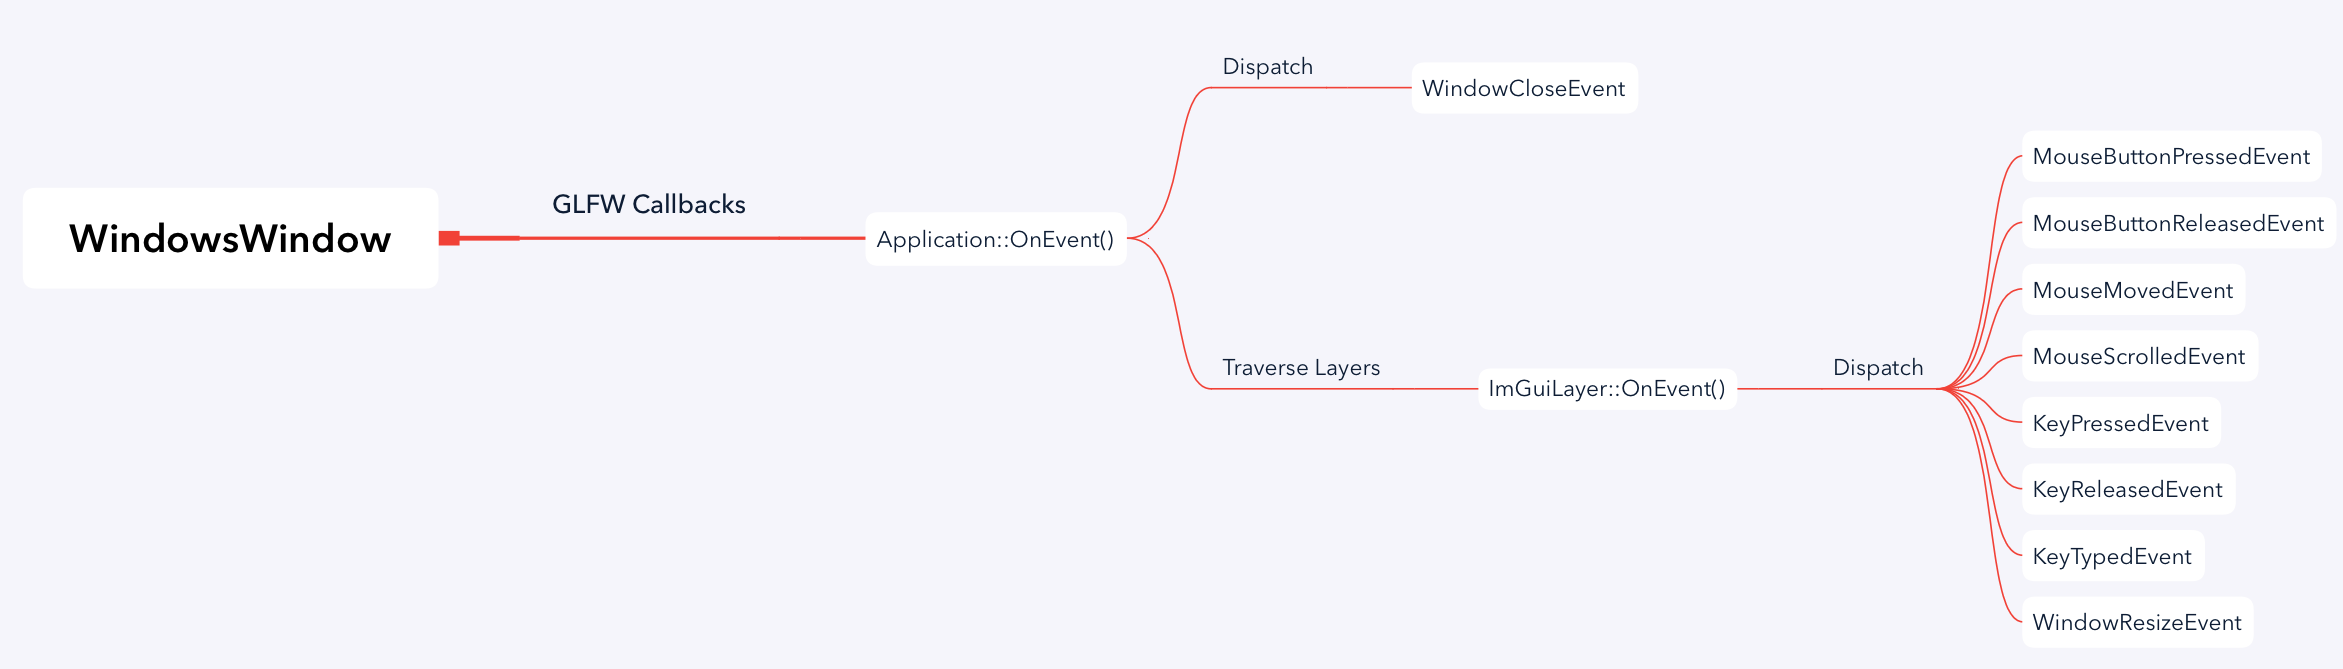 WindowsWindow
GLFW Callbacks
Application::OnEvent()
Dispatch
WindowCloseEvent
Traverse Layers
ImGuiLayer::OnEvent()
Dispatch
MouseButtonPressedEvent
MouseButtonReleasedEvent
MouseMovedEvent
MouseScrolledEvent
KeyPressedEvent
KeyReleasedEvent
KeyTypedEvent
WindowResizeEvent